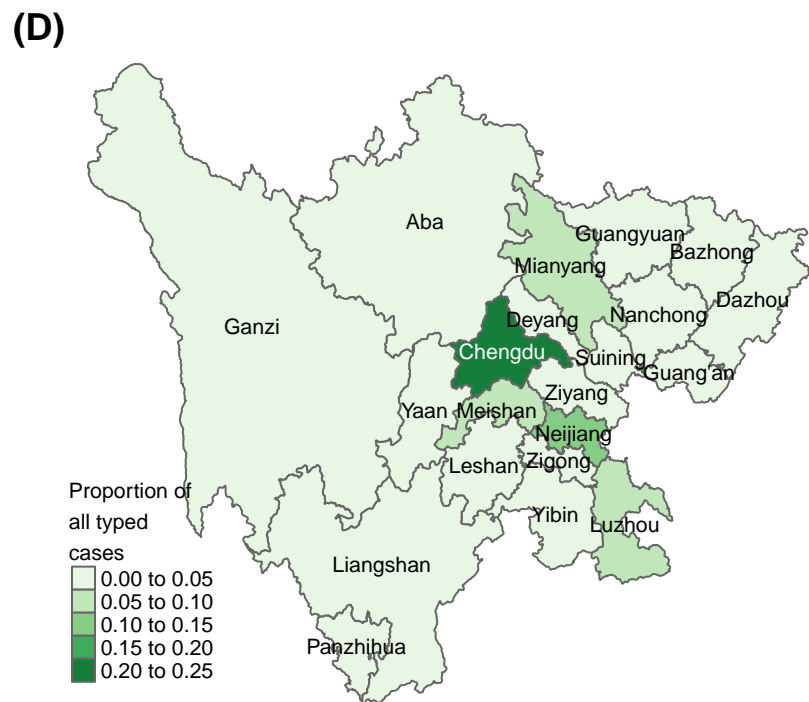 (D)
Aba
Guangyuan
Bazhong
Mianyang
Dazhou
Ganzi
Deyang
Nanchong
Chengdu
Suining
Guang'an
Ziyang
Yaan
Meishan
Neijiang
Leshan
Zigong
Yibin
Luzhou
Liangshan
Panzhihua
Proportion of
all typed
cases
0.00 to 0.05
0.05 to 0.10
0.10 to 0.15
0.15 to 0.20
0.20 to 0.25